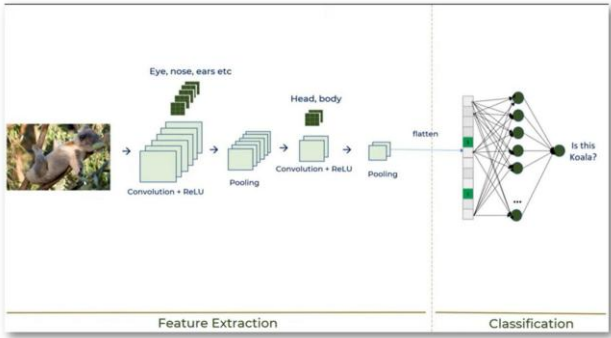 Eye, nose, ears etc
Head, body
flatten
Convolution + ReLU
Pooling
Convolution + ReLU
Pooling
Is this
Koala?
...
Feature Extraction
Classification